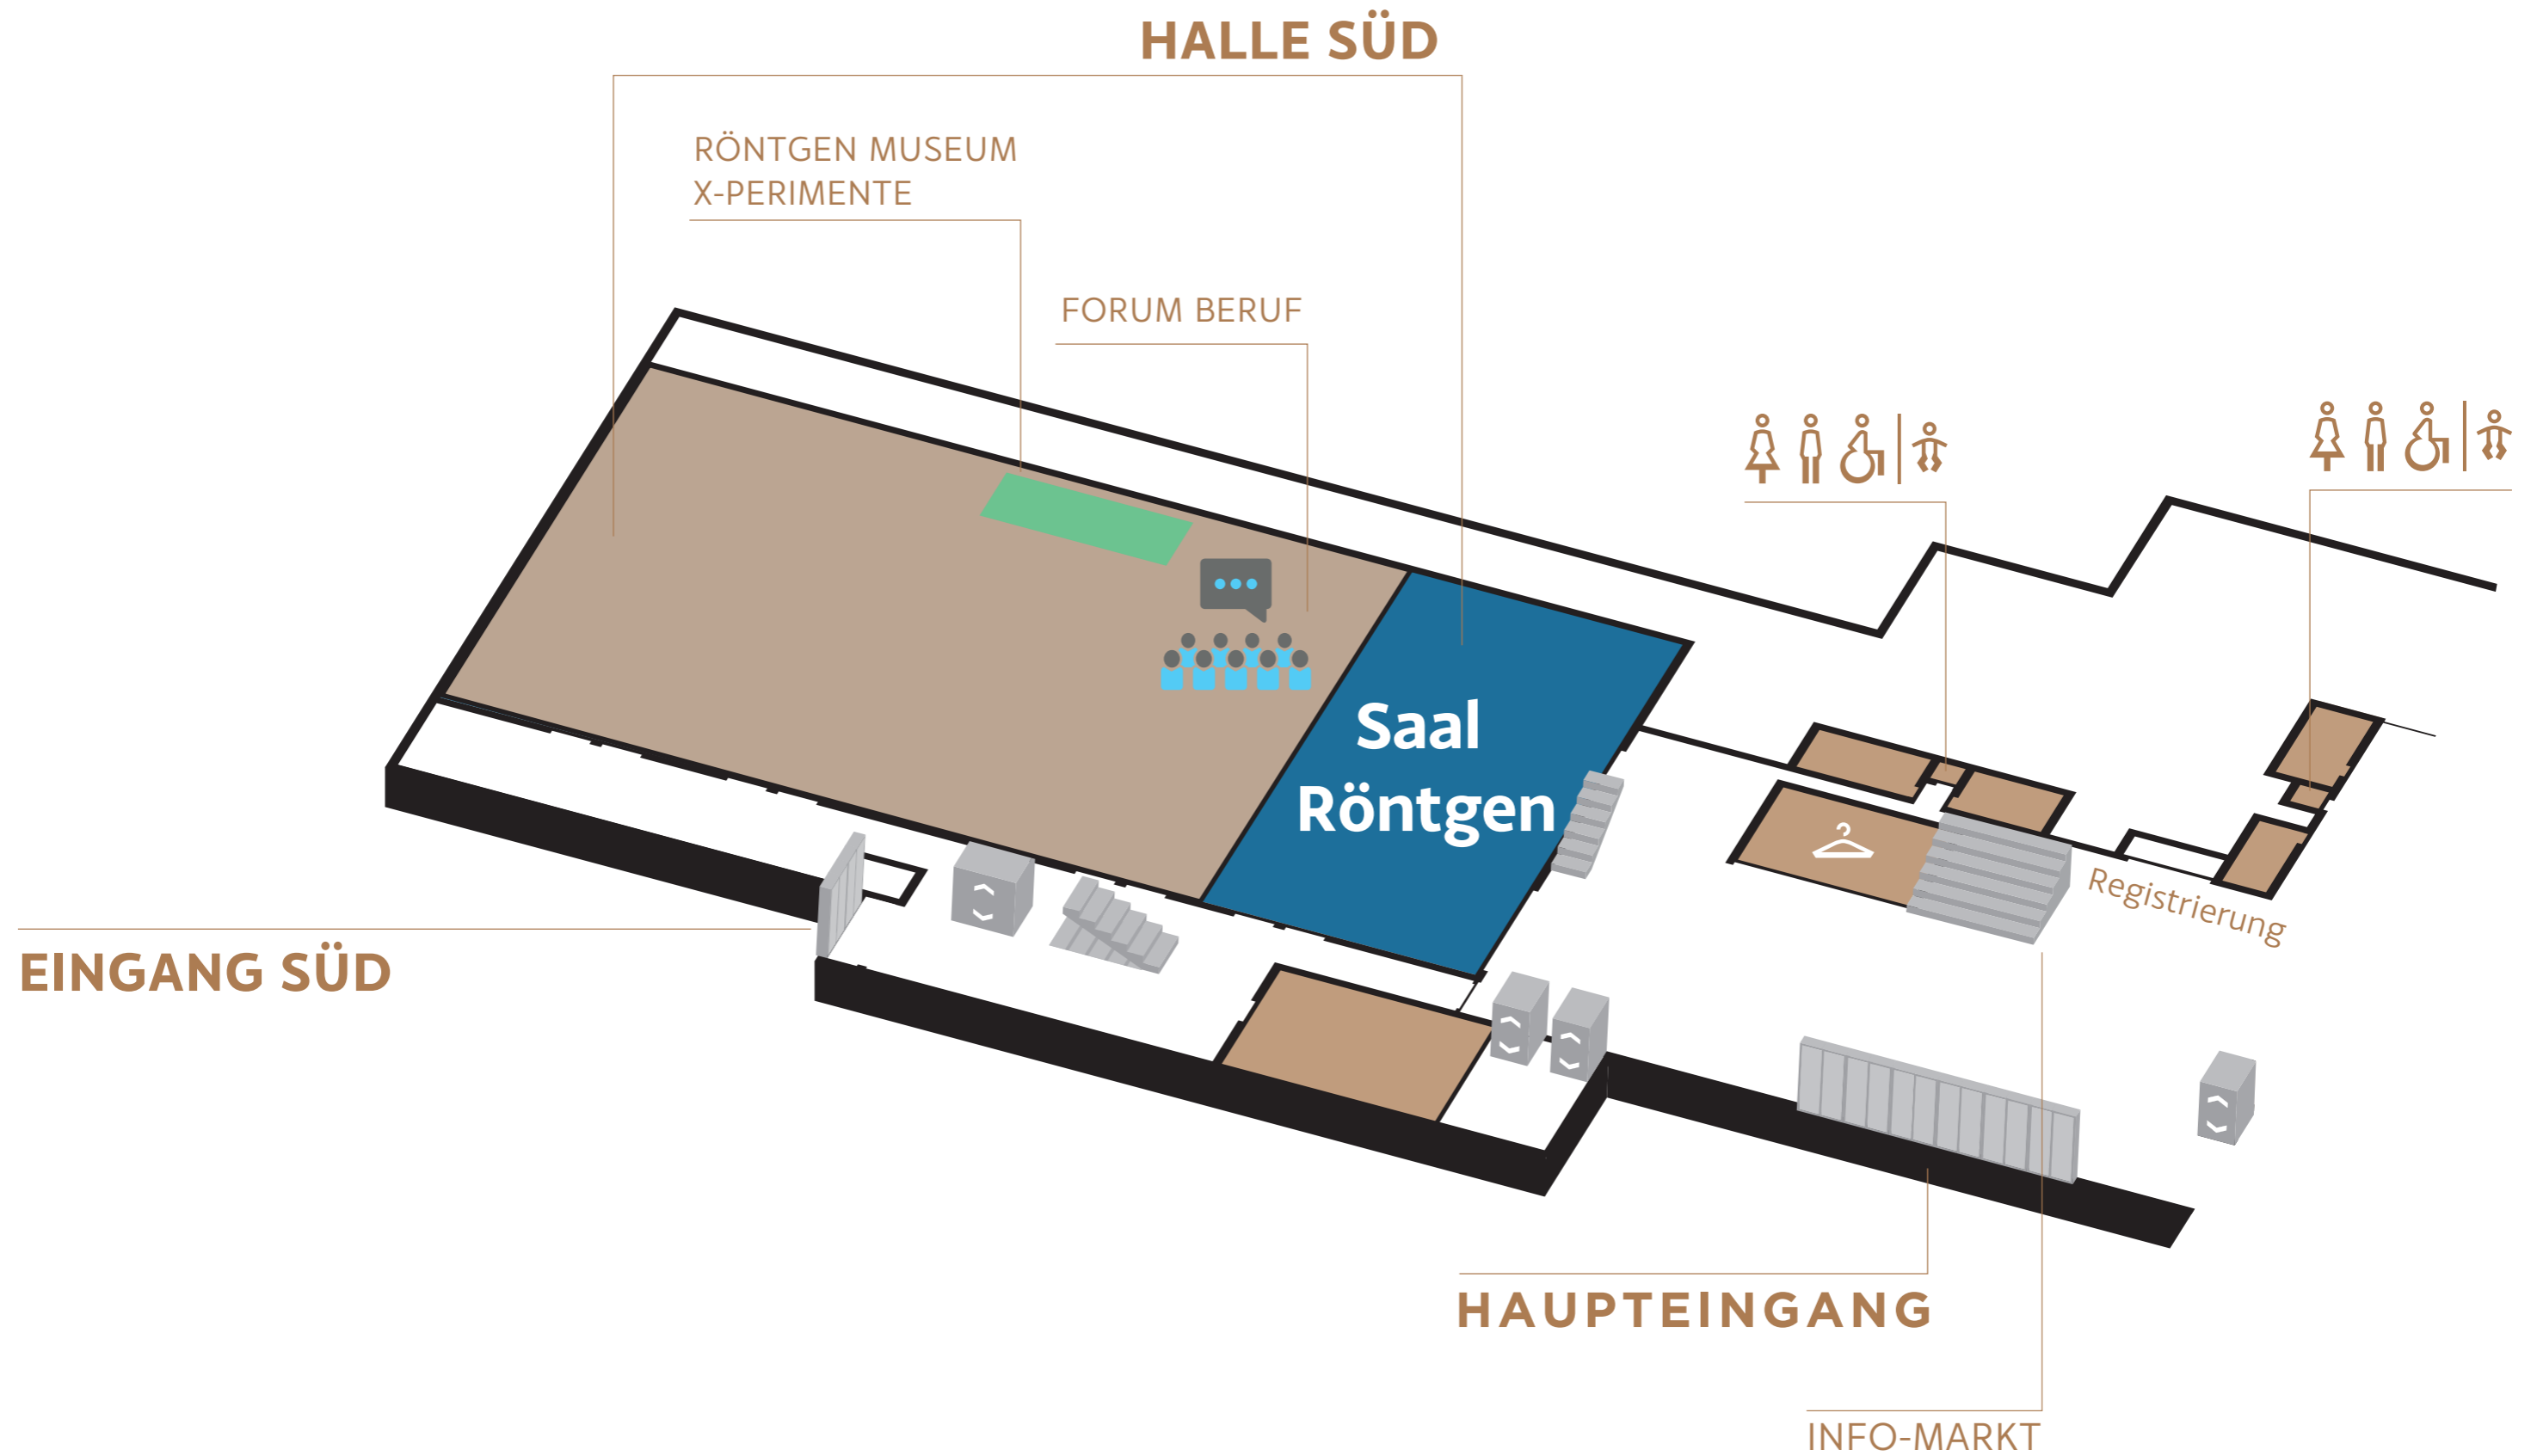 HALLE SÜD
RÖNTGEN MUSEUM
X-PERIMENTE
FORUM BERUF
Saal
Röntgen
Registrierung
EINGANG SÜD
HAUPTEINGANG
INFO-MARKT